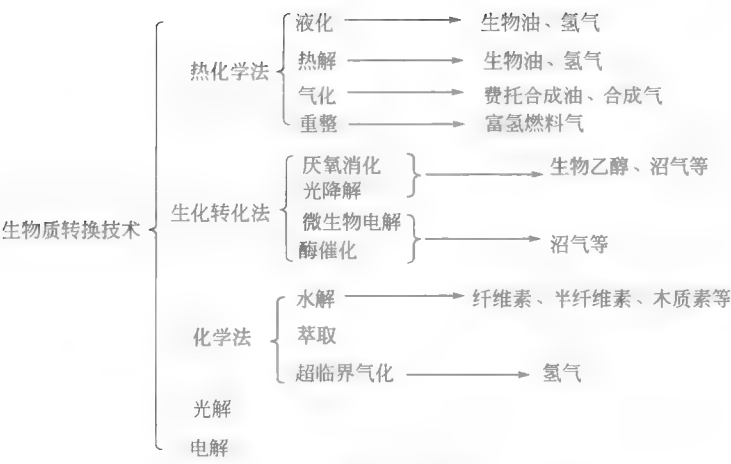 液化 生物油、氢气
热化学法 热解 生物油、氢气
气化 费托合成油、合成气
重整 富氢燃料气
厌氧消化 生物乙醇、沼气等
光降解
生物质转换技术 生化转化法 微生物电解 沼气等
酶催化
水解 纤维素、半纤维素、木质素等
化学法 萃取
超临界气化 氢气
光解
电解